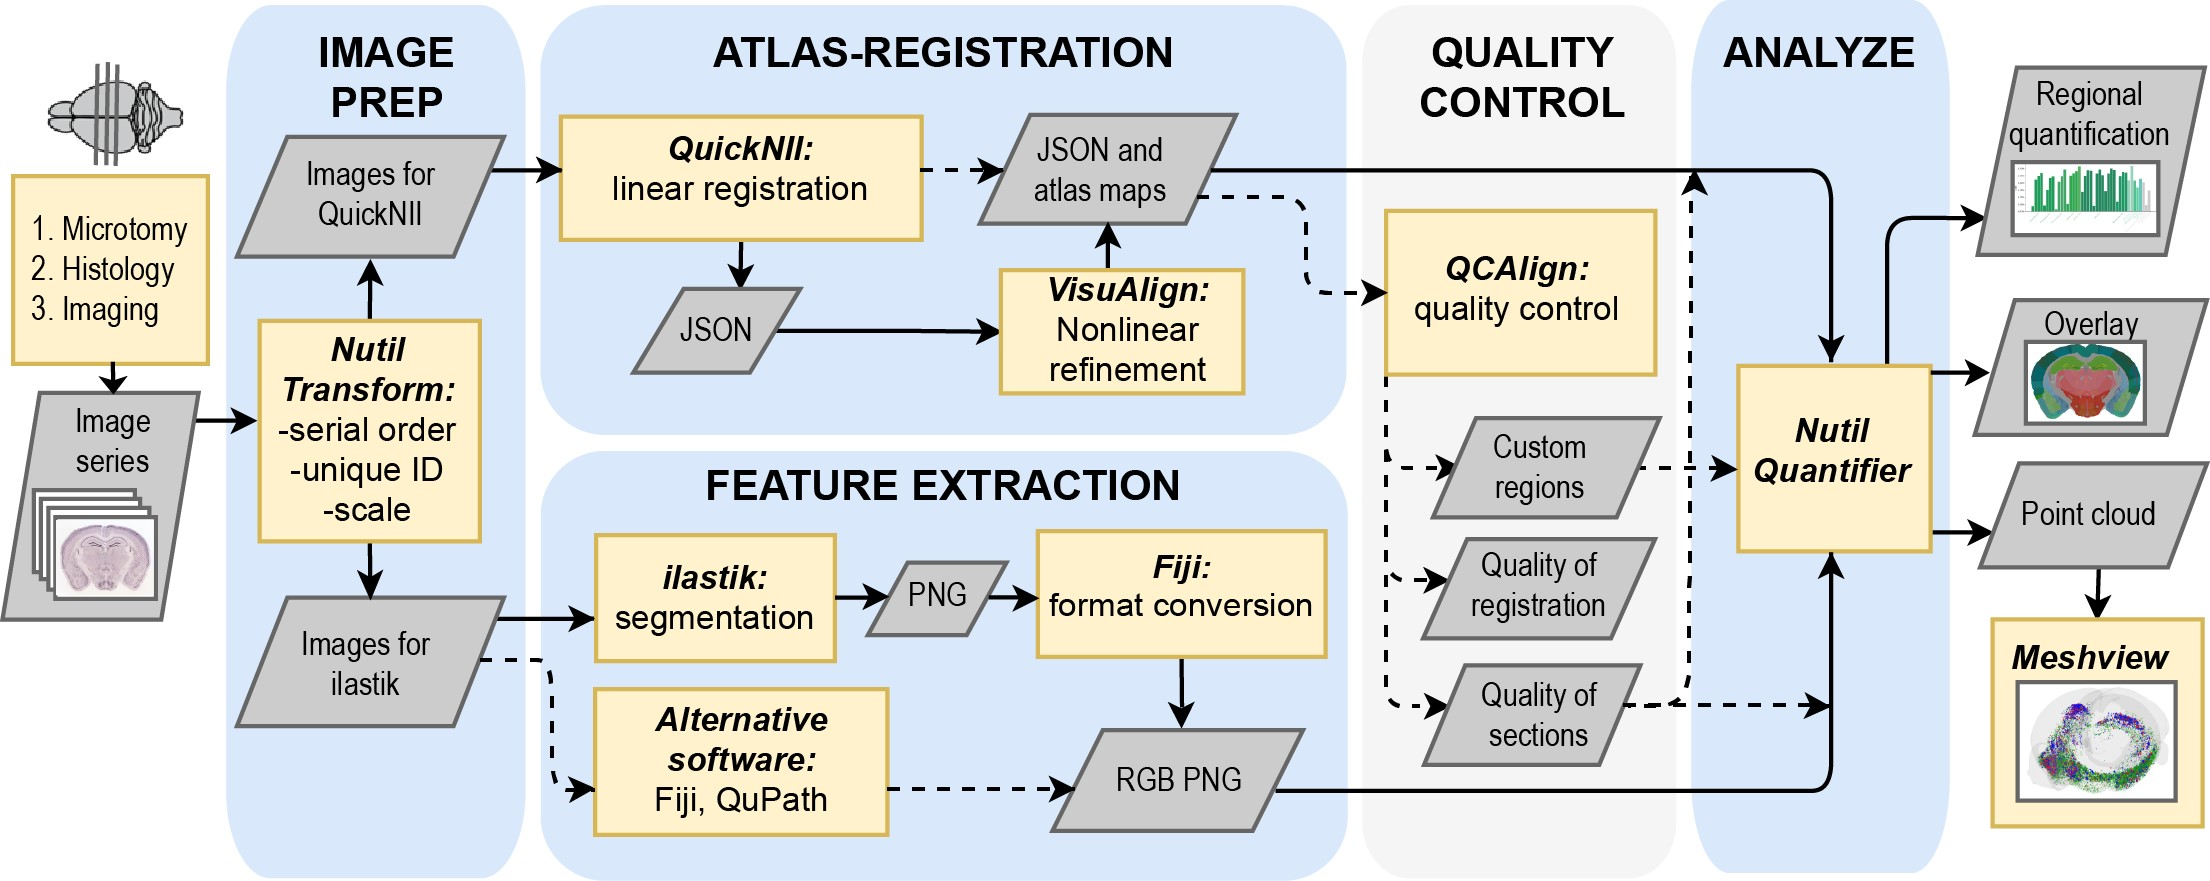 1. Microtomy
2. Histology
3. Imaging
Image
series
IMAGE
PREP
Images for
QuickNII
Nutil
Transform:
-serial order
-unique ID
-scale
Images for
ilastik
ATLAS-REGISTRATION
QuickNII:
linear registration
JSON and
atlas maps
JSON
VisuAlign:
Nonlinear
refinement
FEATURE EXTRACTION
ilastik:
segmentation
PNG
Fiji:
format conversion
Alternative
software:
Fiji, QuPath
RGB PNG
QUALITY
CONTROL
QCAlign:
quality control
Custom
regions
Quality of
registration
Quality of
sections
ANALYZE
Nutil
Quantifier
Regional
quantification
Overlay
Point cloud
Meshview